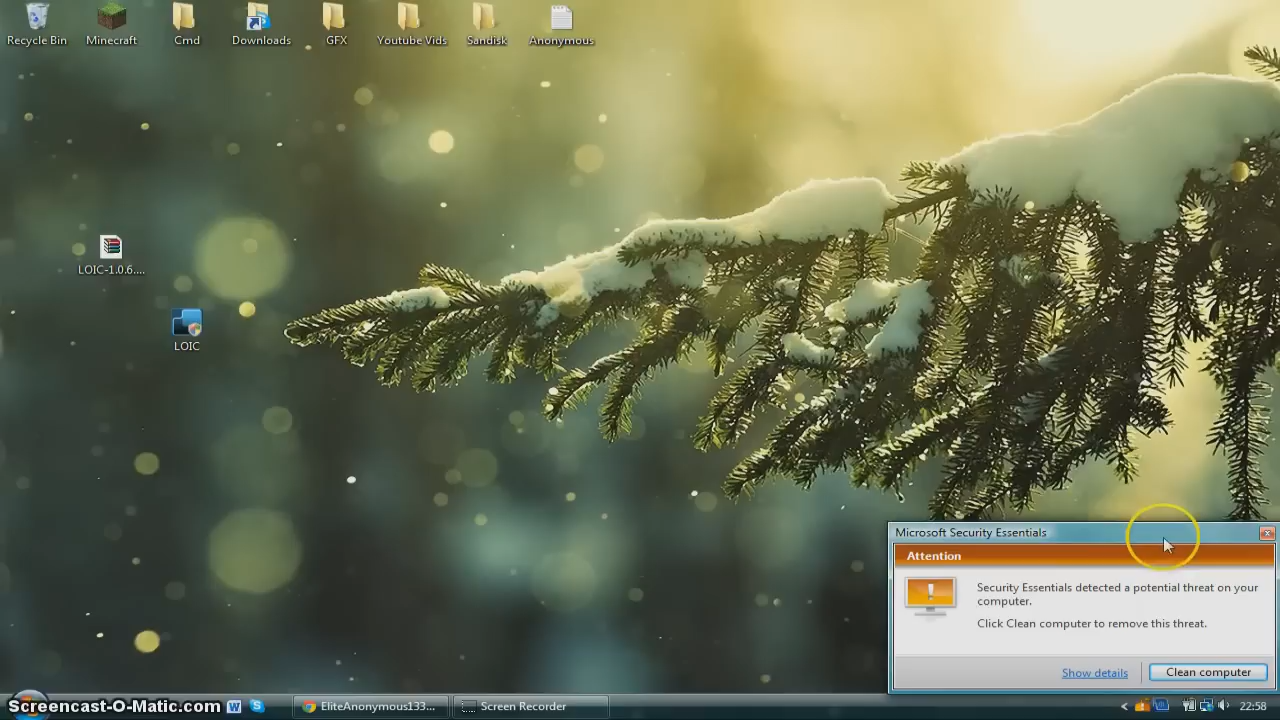 Recycle Bin
Minecraft
Cmd
Downloads
GFX
Youtube Vids
Sandisk
Anonymous
LOIC-1.0.6....
LOIC
Microsoft Security Essentials
Attention
Security Essentials detected a potential threat on your
computer.
Click Clean computer to remove this threat.
Show details
Clean computer
Screencast-O-Matic.com
EliteAnonymous133...
Screen Recorder
22:58